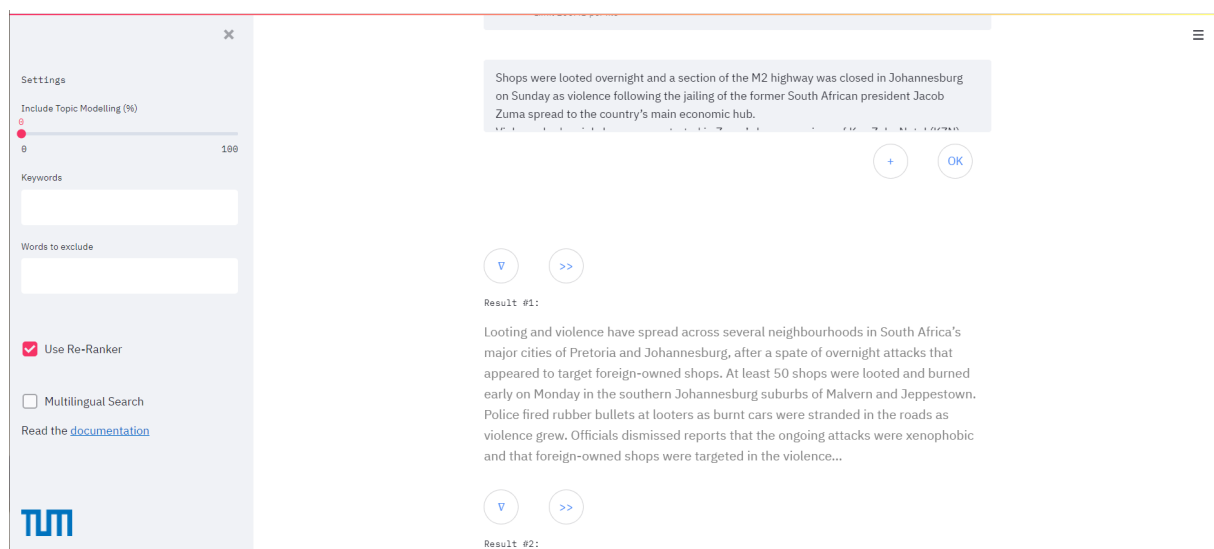 ×
☰
Settings
Include Topic Modelling (%)
0
0 100
Keywords
Words to exclude
Use Re-Ranker
Multilingual Search
Read the documentation
TUM
Shops were looted overnight and a section of the M2 highway was closed in Johannesburg
on Sunday as violence following the jailing of the former South African president Jacob
Zuma spread to the country’s main economic hub.
+ OK
∇ >>
Result #1:
Looting and violence have spread across several neighbourhoods in South Africa’s
major cities of Pretoria and Johannesburg, after a spate of overnight attacks that
appeared to target foreign-owned shops. At least 50 shops were looted and burned
early on Monday in the southern Johannesburg suburbs of Malvern and Jeppestown.
Police fired rubber bullets at looters as burnt cars were stranded in the roads as
violence grew. Officials dismissed reports that the ongoing attacks were xenophobic
and that foreign-owned shops were targeted in the violence...
∇ >>
Result #2: